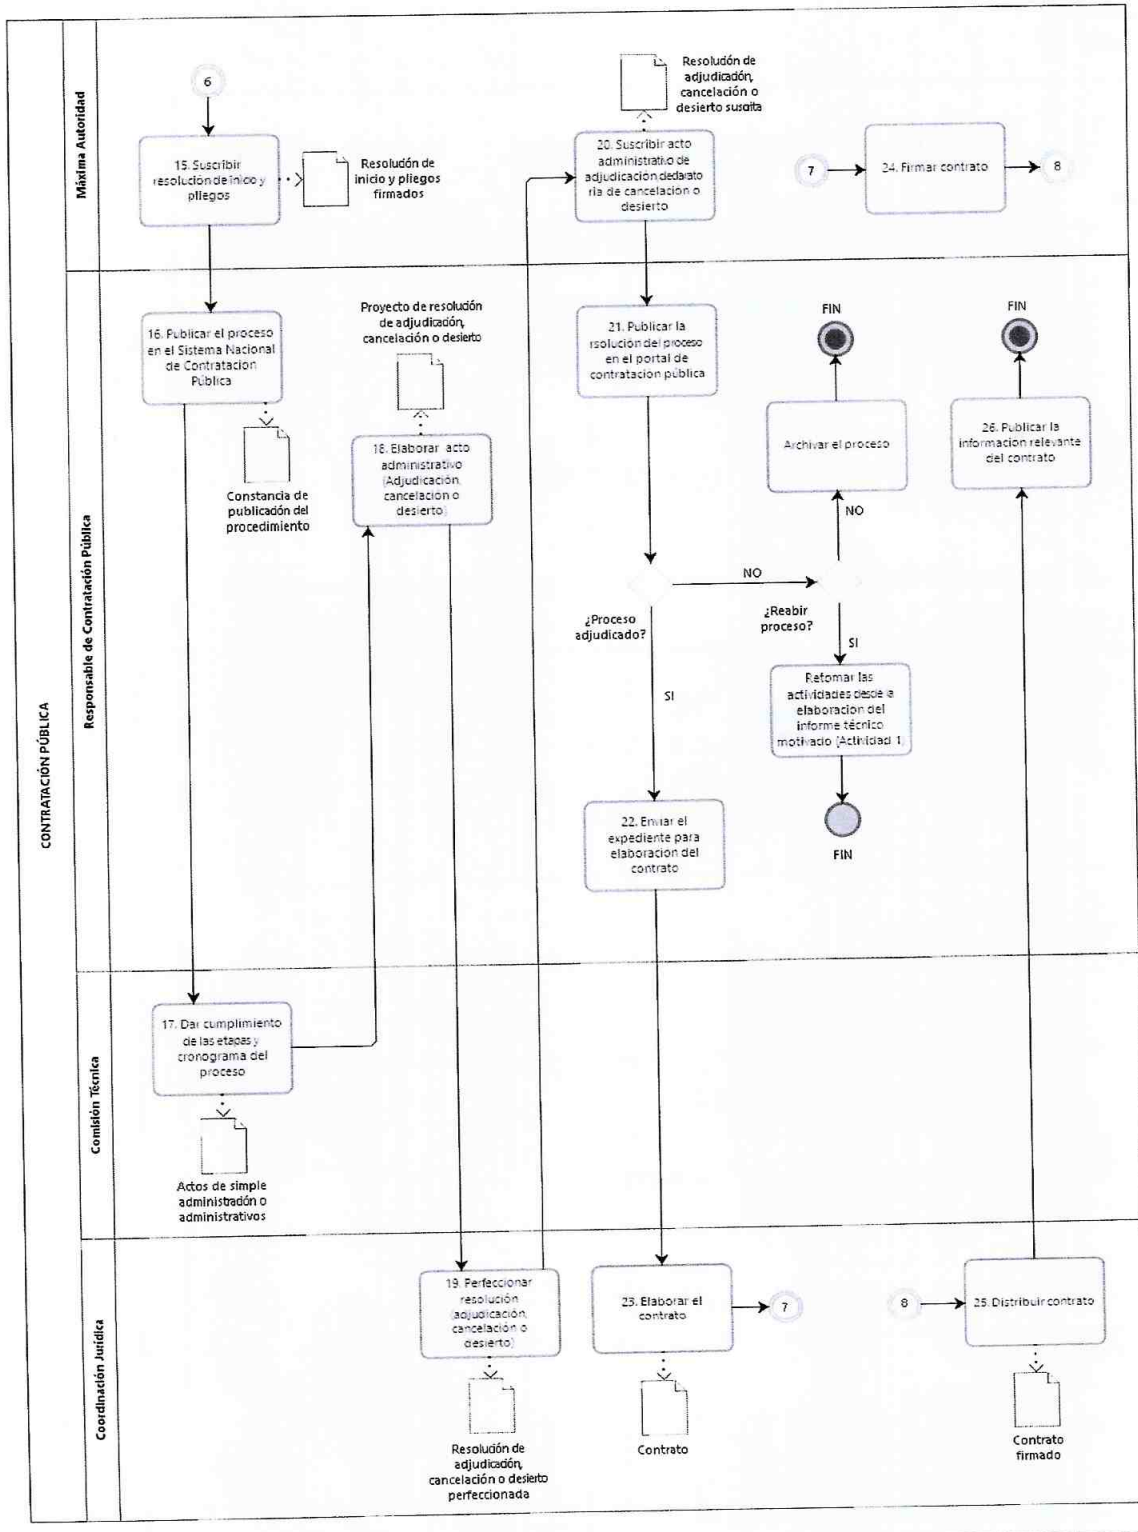 CONTRATACIÓN PÚBLICA
Máxima Autoridad
6
15. Suscribir
resolución de inicio y
pliegos
Resolución de
inicio y pliegos
firmados
Resolución de
adjudicación,
cancelación o
desierto suscrita
20. Suscribir acto
administrativo de
adjudicación declarato
ria de cancelación o
desierto
7
24. Firmar contrato
8
Responsable de Contratación Pública
16. Publicar el proceso
en el Sistema Nacional
de Contratación
Pública
Constancia de
publicación del
procedimiento
Proyecto de resolución
de adjudicación,
cancelación o desierto
18. Elaborar acto
administrativo
(Adjudicación,
cancelación o
desierto)
21. Publicar la
rsolución del proceso
en el portal de
contratación pública
¿Proceso
adjudicado?
NO
SI
¿Reabir
proceso?
NO
Archivar el proceso
FIN
SI
Retomar las
actividades desde a
elaboracion del
informe técnico
motivado (Actividad 1)
FIN
22. Enviar el
expediente para
elaboracion del
contrato
FIN
26. Publicar la
informacion relevante
del contrato
Comisión Técnica
17. Dar cumplimiento
de las etapas y
cronograma del
proceso
Actos de simple
administración o
administrativos
Coordinación Jurídica
19. Perfeccionar
resolución
(adjudicación,
cancelación o
desierto)
Resolución de
adjudicación,
cancelación o desierto
perfeccionada
23. Elaborar el
contrato
7
Contrato
8
25. Distribuir contrato
Contrato
firmado